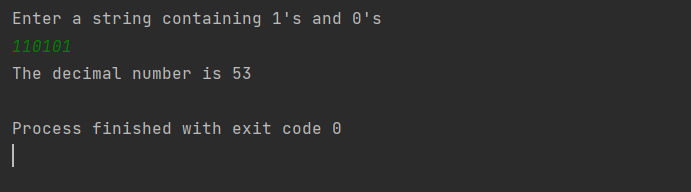 Enter a string containing 1's and 0's
110101
The decimal number is 53
Process finished with exit code 0